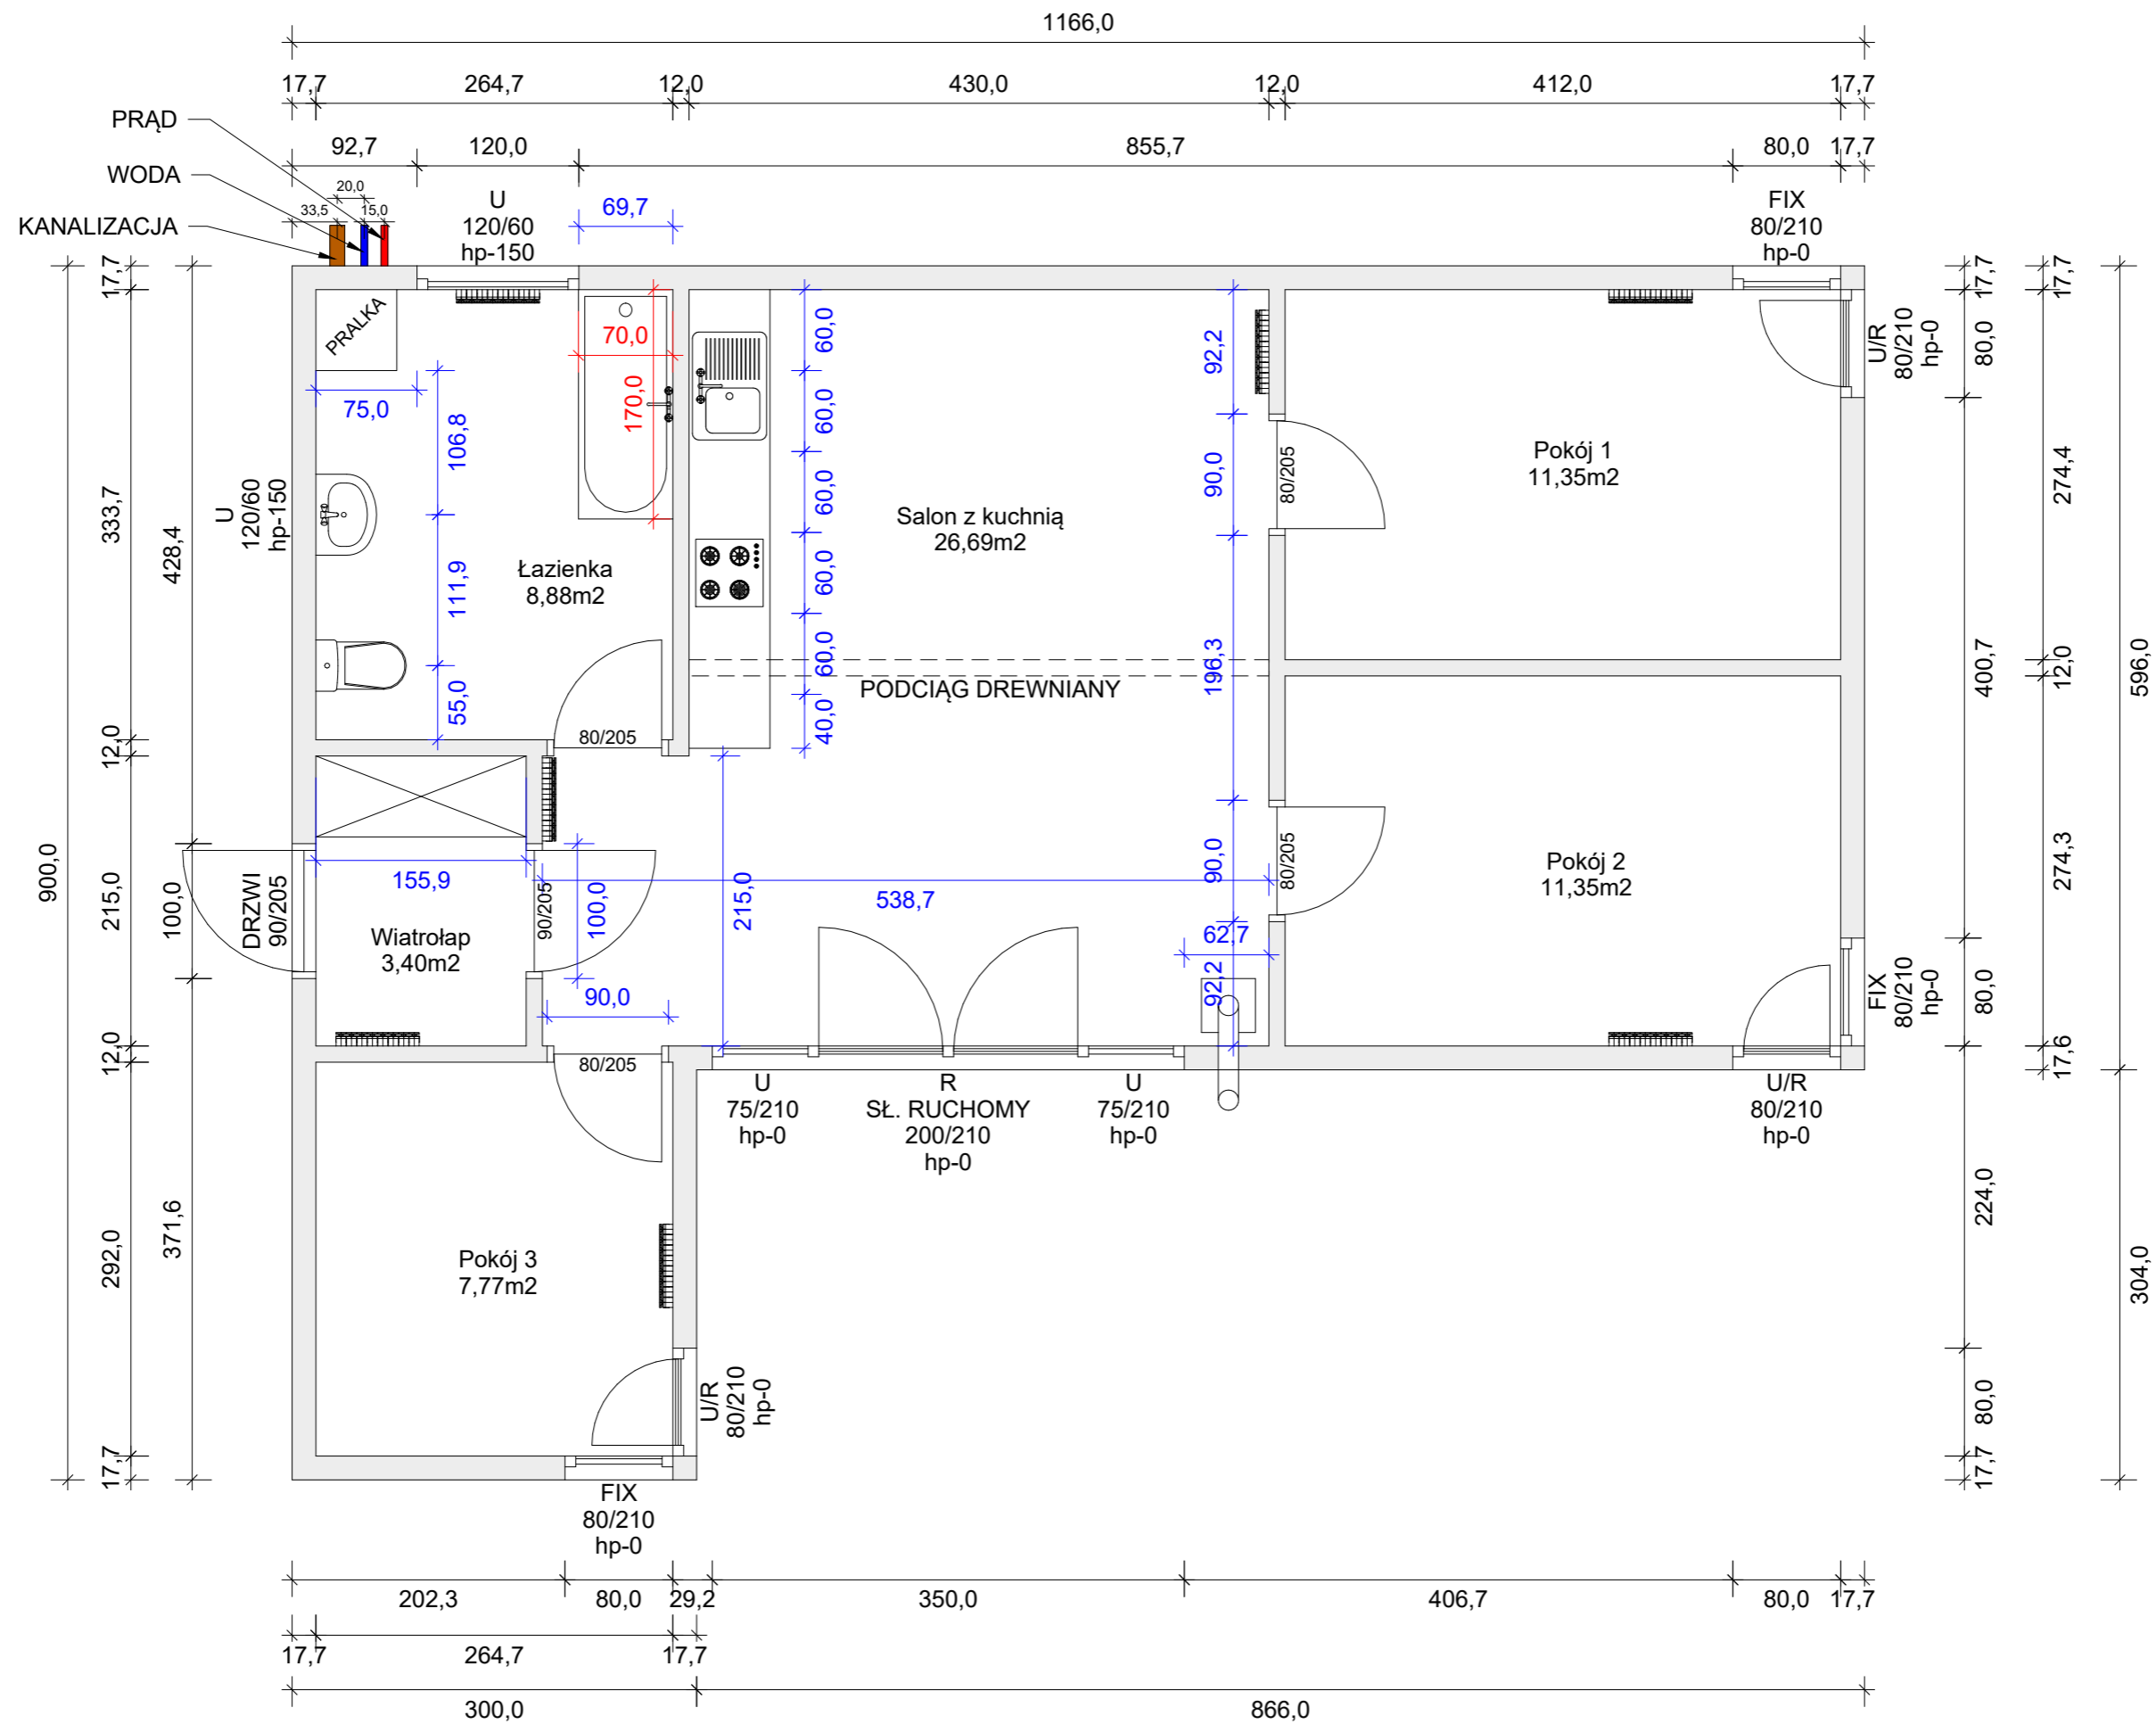 1166,0
17,7 264,7 12,0 430,0 12,0 412,0 17,7
PRĄD
92,7 120,0 855,7 80,0 17,7
WODA
20,0
33,5 15,0
KANALIZACJA
U
120/60
hp-150
69,7
FIX
80/210
hp-0
PRALKA
75,0
106,8
111,9
55,0
70,0
170,0
U
120/60
hp-150
Łazienka
8,88m2
80/205
60,0
60,0
60,0
60,0
60,0
40,0
Salon z kuchnią
26,69m2
PODCIĄG DREWNIANY
92,2
90,0
196,3
90,0
92,2
80/205
Pokój 1
11,35m2
U/R
80/210
hp-0
80/205
Pokój 2
11,35m2
FIX
80/210
hp-0
155,9
DRZWI
90/205
Wiatrołap
3,40m2
90/205
100,0
215,0
538,7
62,7
90,0
80/205
U
75/210
hp-0
R
SŁ. RUCHOMY
200/210
hp-0
U
75/210
hp-0
U/R
80/210
hp-0
Pokój 3
7,77m2
U/R
80/210
hp-0
FIX
80/210
hp-0
900,0
17,7
333,7
12,0
215,0
12,0
292,0
17,7
428,4
100,0
371,6
17,7
80,0
400,7
80,0
224,0
80,0
17,7
17,7
274,4
12,0
274,3
17,6
596,0
304,0
202,3 80,0 29,2 350,0 406,7 80,0 17,7
17,7 264,7 17,7
300,0 866,0